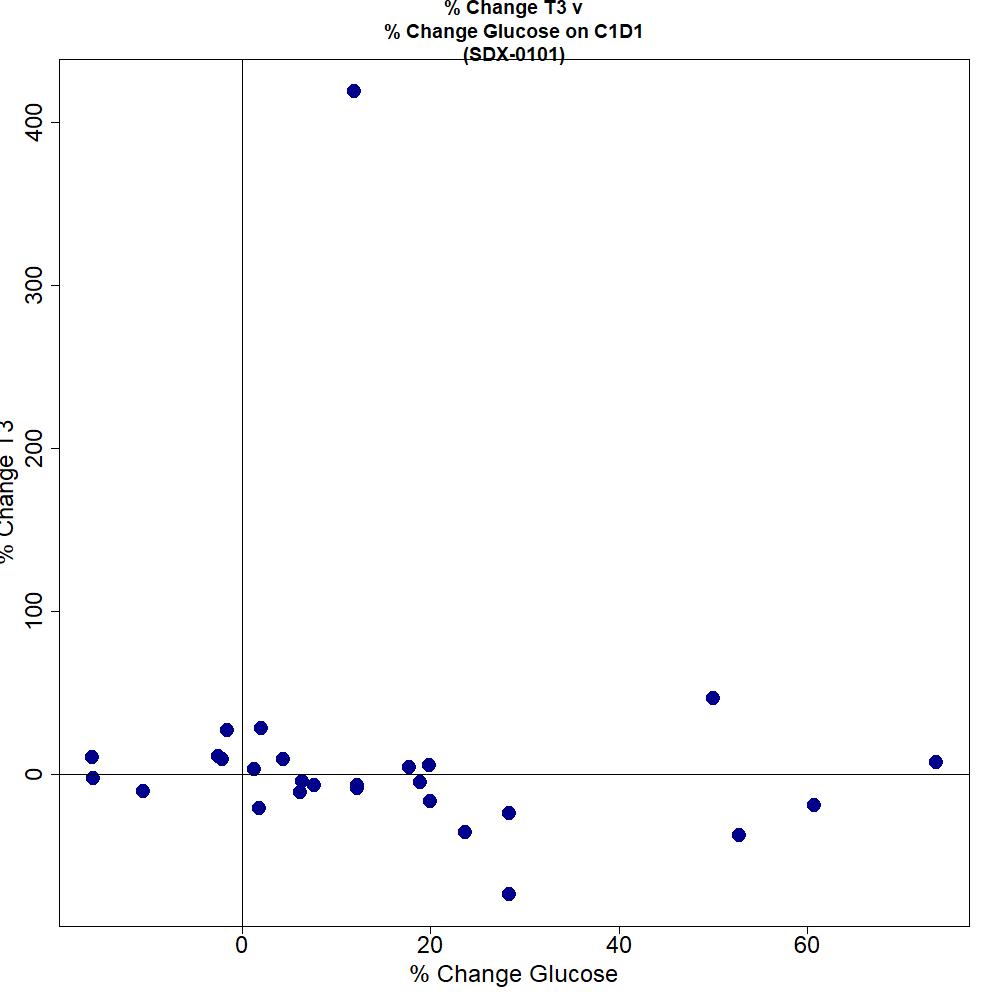 % Change T3 v
% Change Glucose on C1D1
(SDX-0101)
400
300
200
100
0
% Change T3
0 20 40 60
% Change Glucose